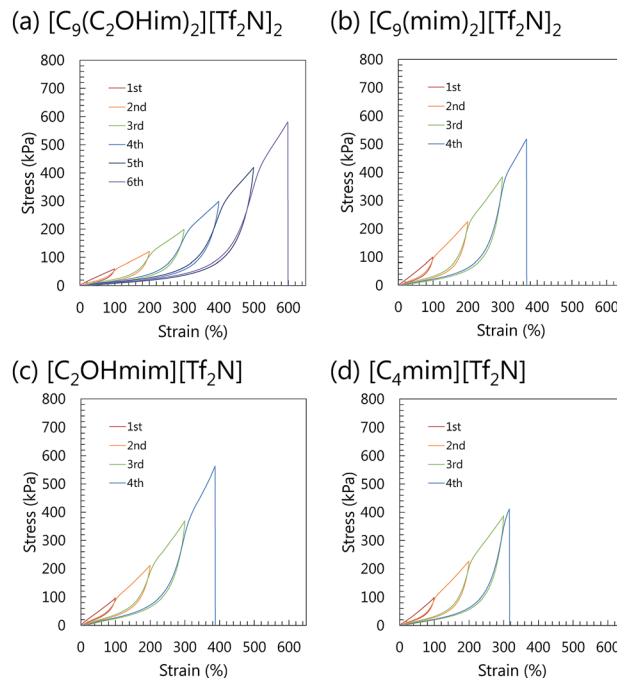 (a) [C₉(C₂OHim)₂][Tf₂N]₂
800
700
600
500
400
300
200
100
0
Stress (kPa)
1st
2nd
3rd
4th
5th
6th
0 100 200 300 400 500 600
Strain (%)
(b) [C₉(mim)₂][Tf₂N]₂
800
700
600
500
400
300
200
100
0
Stress (kPa)
1st
2nd
3rd
4th
0 100 200 300 400 500 600
Strain (%)
(c) [C₂OHmim][Tf₂N]
800
700
600
500
400
300
200
100
0
Stress (kPa)
1st
2nd
3rd
4th
0 100 200 300 400 500 600
Strain (%)
(d) [C₄mim][Tf₂N]
800
700
600
500
400
300
200
100
0
Stress (kPa)
1st
2nd
3rd
4th
0 100 200 300 400 500 600
Strain (%)